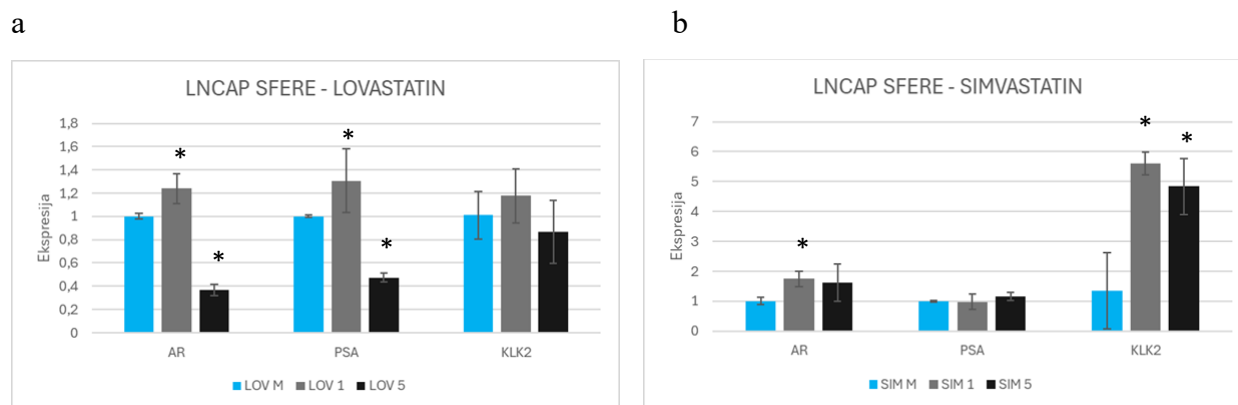 a
b
LNCAP SFERE - LOVASTATIN
Ekspresija
1,8
1,6
1,4
1,2
1
0,8
0,6
0,4
0,2
0
*
*
*
*
AR
PSA
KLK2
LOV M
LOV 1
LOV 5
LNCAP SFERE - SIMVASTATIN
Ekspresija
7
6
5
4
3
2
1
0
*
*
*
AR
PSA
KLK2
SIM M
SIM 1
SIM 5